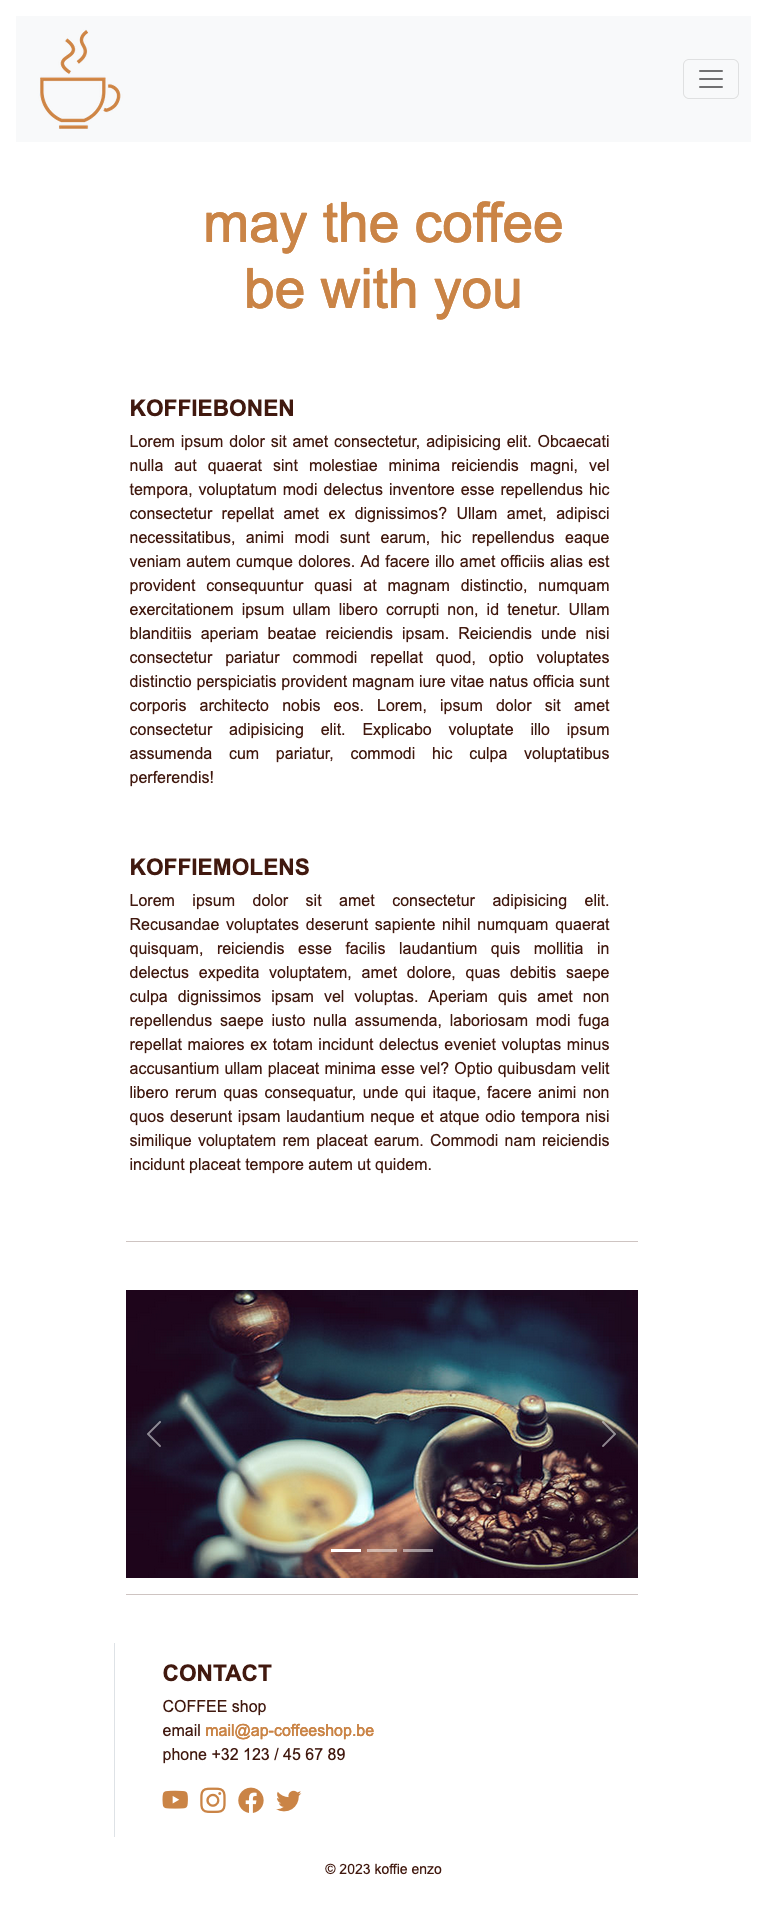 may the coffee
be with you
KOFFIEBONEN
Lorem ipsum dolor sit amet consectetur, adipisicing elit. Obcaecati
nulla aut quaerat sint molestiae minima reiciendis magni, vel
tempora, voluptatum modi delectus inventore esse repellendus hic
consectetur repellat amet ex dignissimos? Ullam amet, adipisci
necessitatibus, animi modi sunt earum, hic repellendus eaque
veniam autem cumque dolores. Ad facere illo amet officiis alias est
provident consequuntur quasi at magnam distinctio, numquam
exercitationem ipsum ullam libero corrupti non, id tenetur. Ullam
blanditiis aperiam beatae reiciendis ipsam. Reiciendis unde nisi
consectetur pariatur commodi repellat quod, optio voluptates
distinctio perspiciatis provident magnam iure vitae natus officia sunt
corporis architecto nobis eos. Lorem, ipsum dolor sit amet
consectetur adipisicing elit. Explicabo voluptate illo ipsum
assumenda cum pariatur, commodi hic culpa voluptatibus
perferendis!
KOFFIEMOLENS
Lorem ipsum dolor sit amet consectetur adipisicing elit.
Recusandae voluptates deserunt sapiente nihil numquam quaerat
quisquam, reiciendis esse facilis laudantium quis mollitia in
delectus expedita voluptatem, amet dolore, quas debitis saepe
culpa dignissimos ipsam vel voluptas. Aperiam quis amet non
repellendus saepe iusto nulla assumenda, laboriosam modi fuga
repellat maiores ex totam incidunt delectus eveniet voluptas minus
accusantium ullam placeat minima esse vel? Optio quibusdam velit
libero rerum quas consequatur, unde qui itaque, facere animi non
quos deserunt ipsam laudantium neque et atque odio tempora nisi
similique voluptatem rem placeat earum. Commodi nam reiciendis
incidunt placeat tempore autem ut quidem.
CONTACT
COFFEE shop
email mail@ap-coffeeshop.be
phone +32 123 / 45 67 89
© 2023 koffie enzo